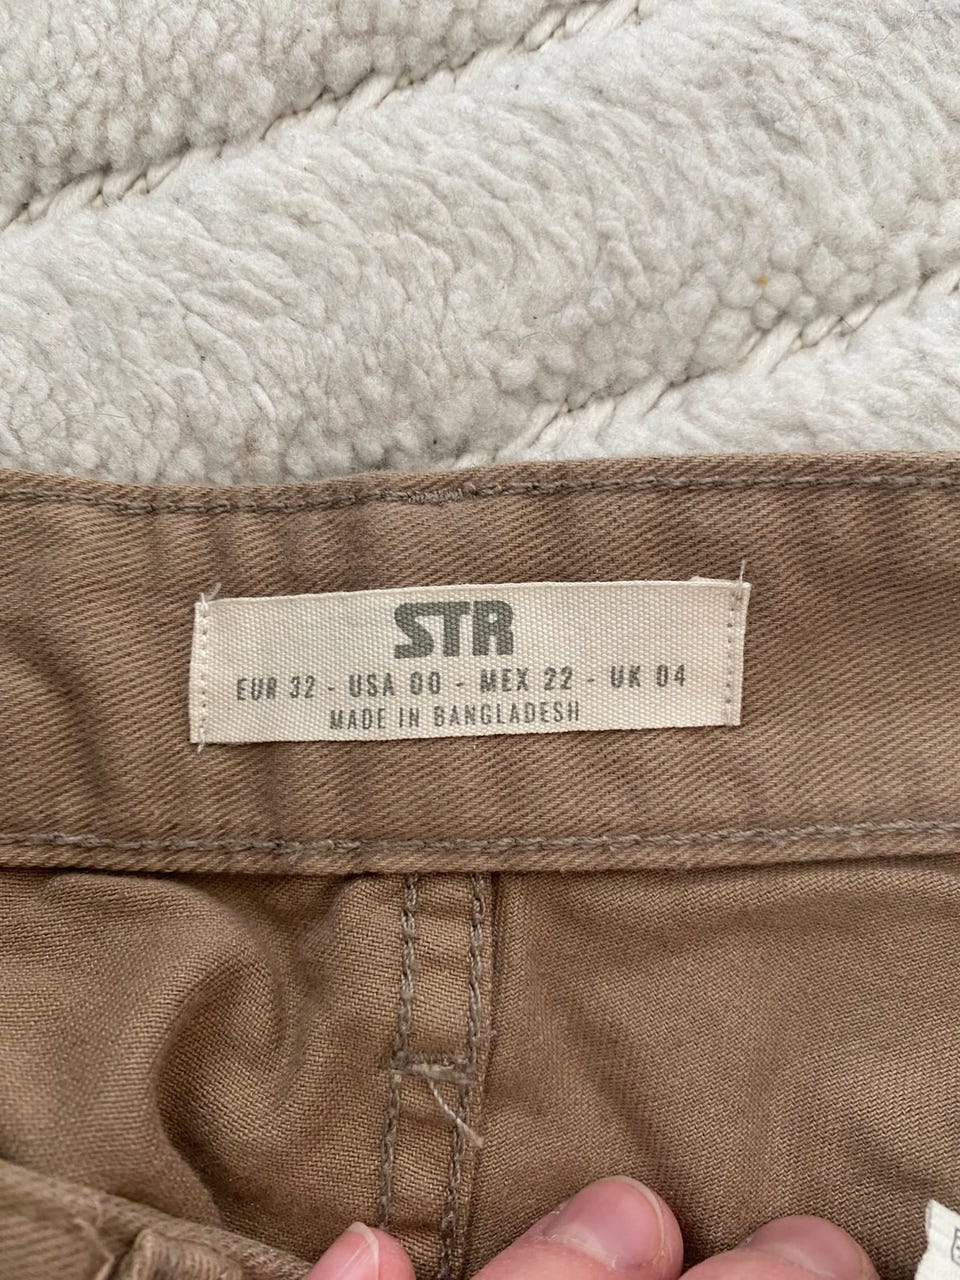 STR
EUR 32 - USA 00 - MEX 22 - UK 04
MADE IN BANGLADESH